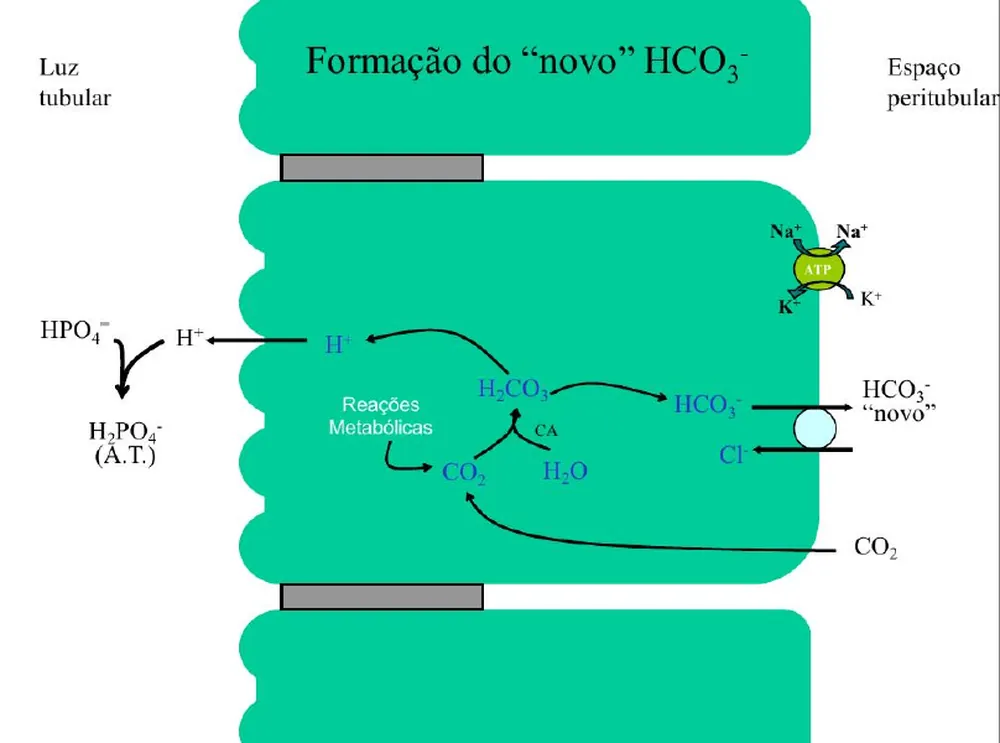 Formação do “novo” HCO₃⁻
Luz
tubular
Espaço
peritubular
Na⁺
Na⁺
ATP
K⁺
K⁺
HPO₄⁻
H⁺
H⁺
H₂CO₃
HCO₃⁻
HCO₃⁻
“novo”
Reações
Metabólicas
CA
H₂PO₄⁻
(A.T.)
Cl⁻
CO₂
H₂O
CO₂